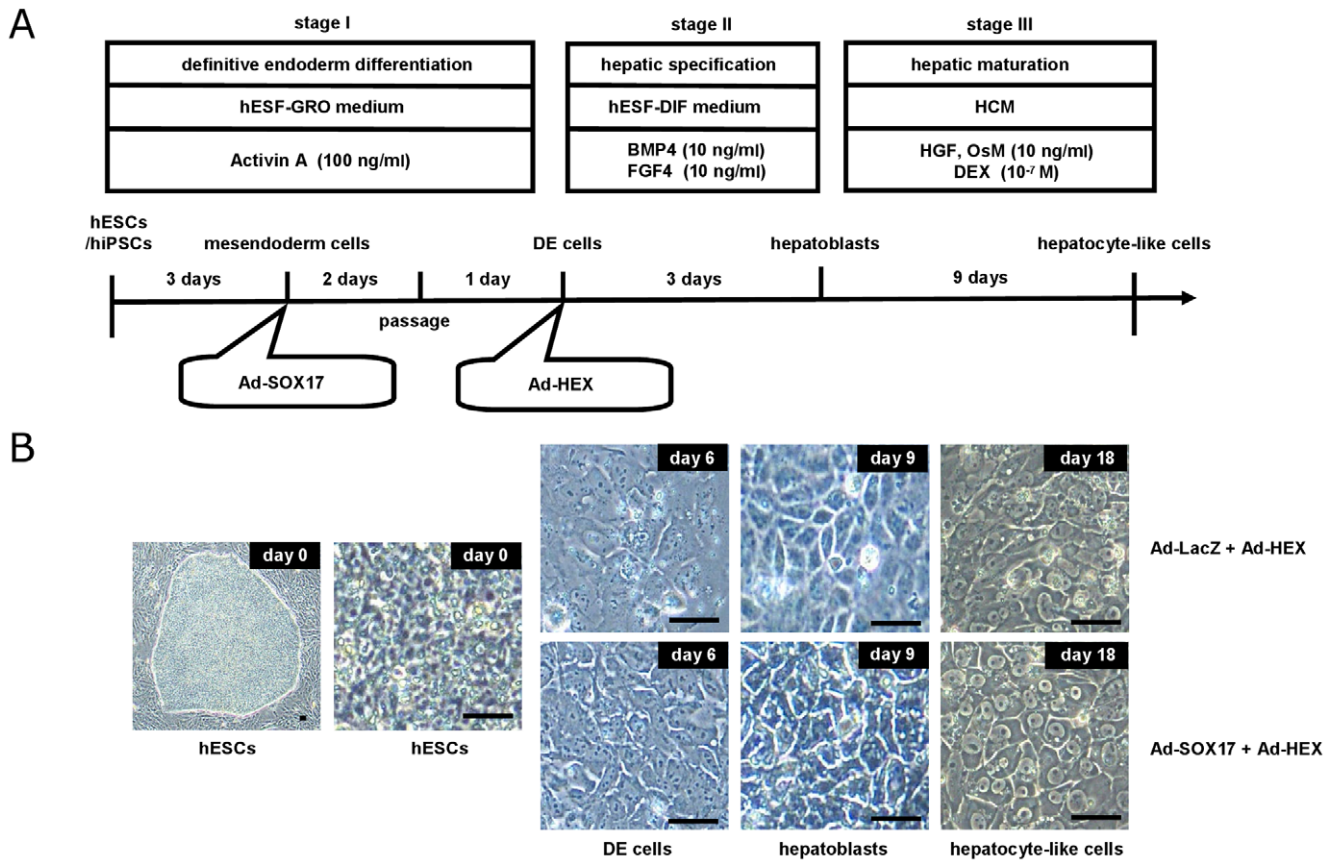 A
stage I
stage II
stage III
definitive endoderm differentiation
hepatic specification
hepatic maturation
hESF-GRO medium
hESF-DIF medium
HCM
Activin A (100 ng/ml)
BMP4 (10 ng/ml)
FGF4 (10 ng/ml)
HGF, OsM (10 ng/ml)
DEX (10⁻⁷ M)
hESCs
/hiPSCs
mesendoderm cells
DE cells
hepatoblasts
hepatocyte-like cells
3 days
2 days
1 day
3 days
9 days
passage
Ad-SOX17
Ad-HEX
B
day 6
day 9
day 18
Ad-LacZ + Ad-HEX
day 0
day 0
day 6
day 9
day 18
Ad-SOX17 + Ad-HEX
hESCs
hESCs
DE cells
hepatoblasts
hepatocyte-like cells